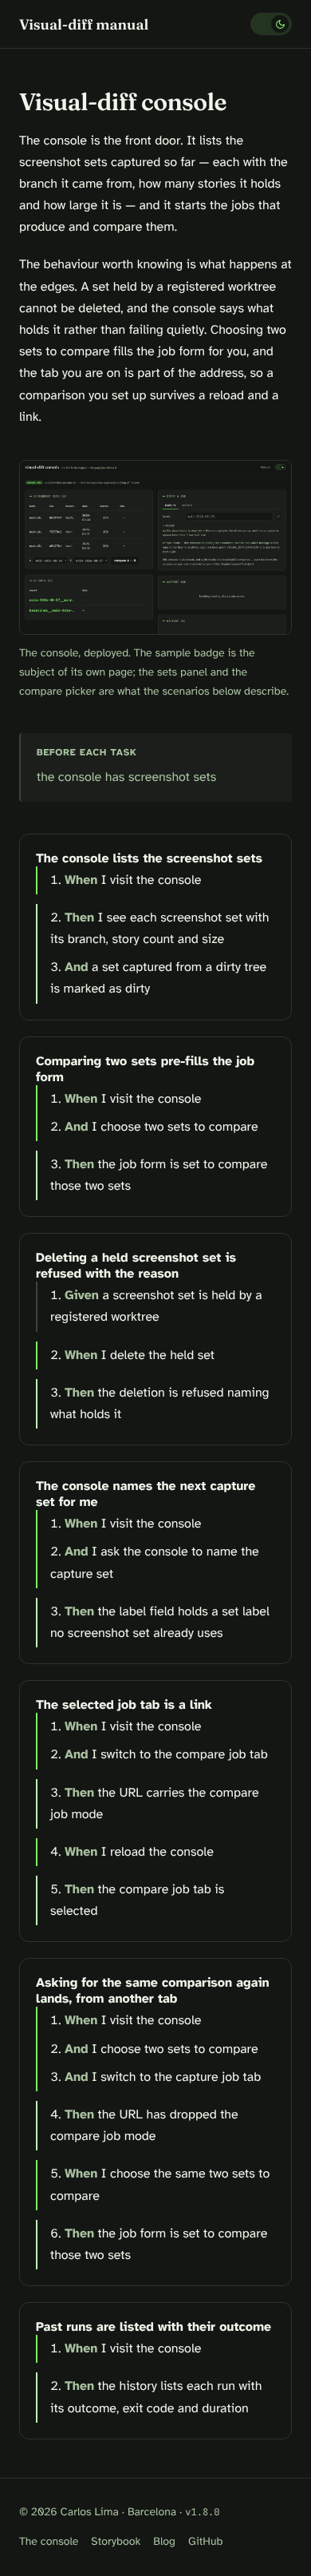 Visual-diff manual
Visual-diff console
The console is the front door. It lists the
screenshot sets captured so far — each with the
branch it came from, how many stories it holds
and how large it is — and it starts the jobs that
produce and compare them.
The behaviour worth knowing is what happens at
the edges. A set held by a registered worktree
cannot be deleted, and the console says what
holds it rather than failing quietly. Choosing two
sets to compare fills the job form for you, and
the tab you are on is part of the address, so a
comparison you set up survives a reload and a
link.
The console, deployed. The sample badge is the
subject of its own page; the sets panel and the
compare picker are what the scenarios below describe.
BEFORE EACH TASK
the console has screenshot sets
The console lists the screenshot sets
1. When I visit the console
2. Then I see each screenshot set with
its branch, story count and size
3. And a set captured from a dirty tree
is marked as dirty
Comparing two sets pre-fills the job
form
1. When I visit the console
2. And I choose two sets to compare
3. Then the job form is set to compare
those two sets
Deleting a held screenshot set is
refused with the reason
1. Given a screenshot set is held by a
registered worktree
2. When I delete the held set
3. Then the deletion is refused naming
what holds it
The console names the next capture
set for me
1. When I visit the console
2. And I ask the console to name the
capture set
3. Then the label field holds a set label
no screenshot set already uses
The selected job tab is a link
1. When I visit the console
2. And I switch to the compare job tab
3. Then the URL carries the compare
job mode
4. When I reload the console
5. Then the compare job tab is
selected
Asking for the same comparison again
lands, from another tab
1. When I visit the console
2. And I choose two sets to compare
3. And I switch to the capture job tab
4. Then the URL has dropped the
compare job mode
5. When I choose the same two sets to
compare
6. Then the job form is set to compare
those two sets
Past runs are listed with their outcome
1. When I visit the console
2. Then the history lists each run with
its outcome, exit code and duration
© 2026 Carlos Lima · Barcelona · v1.8.0
The console Storybook Blog GitHub